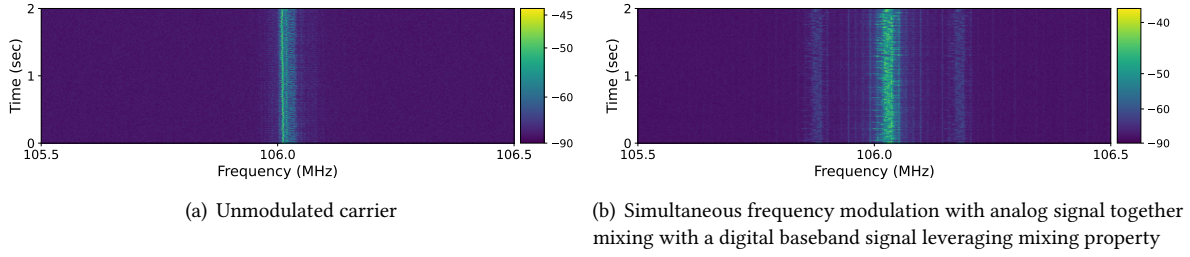 2
1
0
Time (sec)
105.5
106.0
106.5
Frequency (MHz)
−45
−50
−60
−90
(a) Unmodulated carrier
2
1
0
Time (sec)
105.5
106.0
106.5
Frequency (MHz)
−40
−50
−60
−90
(b) Simultaneous frequency modulation with analog signal together
mixing with a digital baseband signal leveraging mixing property